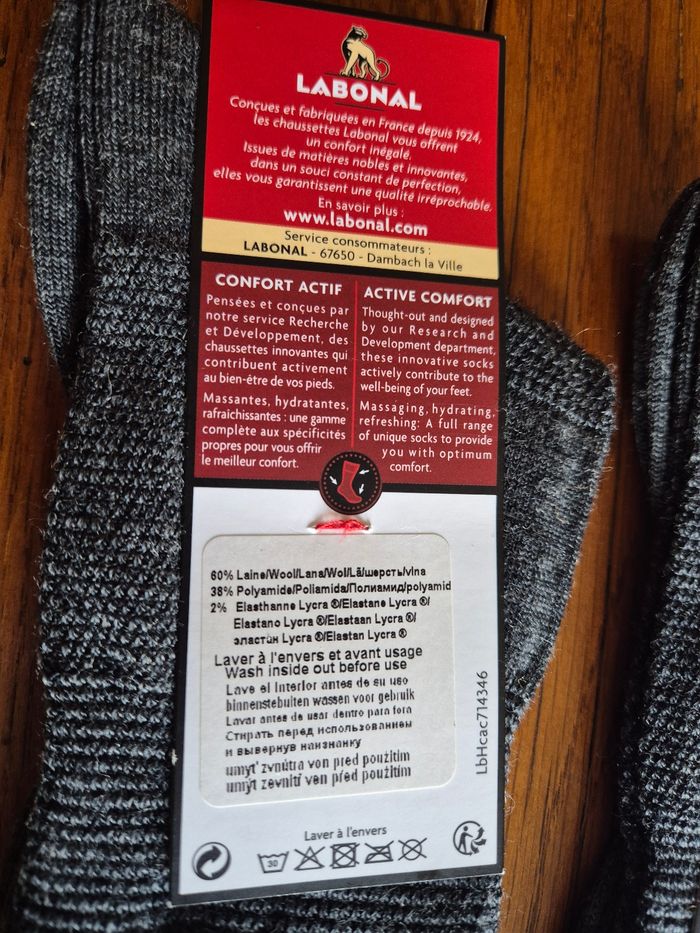 LABONAL
Conçues et fabriquées en France depuis 1924,
les chaussettes Labonal vous offrent
un confort inégalé.
Issues de matières nobles et innovantes,
dans un souci constant de perfection,
elles vous garantissent une qualité irréprochable.
En savoir plus :
www.labonal.com
Service consommateurs :
LABONAL - 67650 - Dambach la Ville
CONFORT ACTIF
Pensées et conçues par
notre service Recherche
et Développement, des
chaussettes innovantes qui
contribuent activement
au bien-être de vos pieds.
Massantes, hydratantes,
rafraichissantes : une gamme
complète aux spécificités
propres pour vous offrir
le meilleur confort.
ACTIVE COMFORT
Thought-out and designed
by our Research and
Development department,
these innovative socks
actively contribute to the
well-being of your feet.
Massaging, hydrating,
refreshing: A full range
of unique socks to provide
you with optimum
comfort.
60% Laine/Wool/Lana/Wol/Lã/шерсть/vlna
38% Polyamide/Poliamida/Полиамид/polyamid
2% Elasthanne Lycra ®/Elastane Lycra ®/
Elastano Lycra ®/Elastaan Lycra ®/
эластан Lycra ®/Elastan Lycra ®
Laver à l'envers et avant usage
Wash inside out before use
Lave el interior antes de su uso
binnenstebuiten wassen voor gebruik
Lavar antes de usar dentro para fora
Стирать перед использованием
и вывернув наизнанку
umyt' zvnútra von pred použitím
umýt zevnitř ven před použitím
LbHcac714346
Laver à l'envers
30